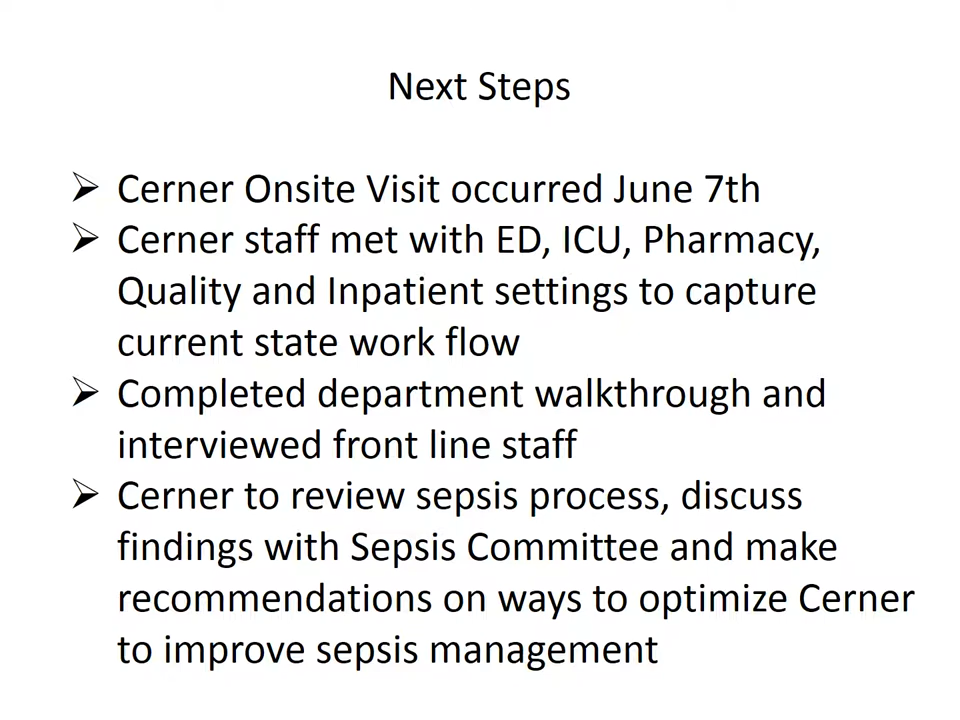 Next Steps
➢ Cerner Onsite Visit occurred June 7th
➢ Cerner staff met with ED, ICU, Pharmacy,
Quality and Inpatient settings to capture
current state work flow
➢ Completed department walkthrough and
interviewed front line staff
➢ Cerner to review sepsis process, discuss
findings with Sepsis Committee and make
recommendations on ways to optimize Cerner
to improve sepsis management